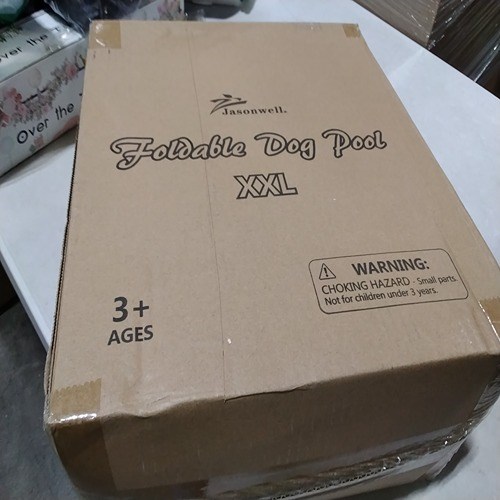 over the
Over the
Jasonwell.
Foldable Dog Pool
XXL
WARNING:
CHOKING HAZARD - Small parts.
Not for children under 3 years.
3+
AGES